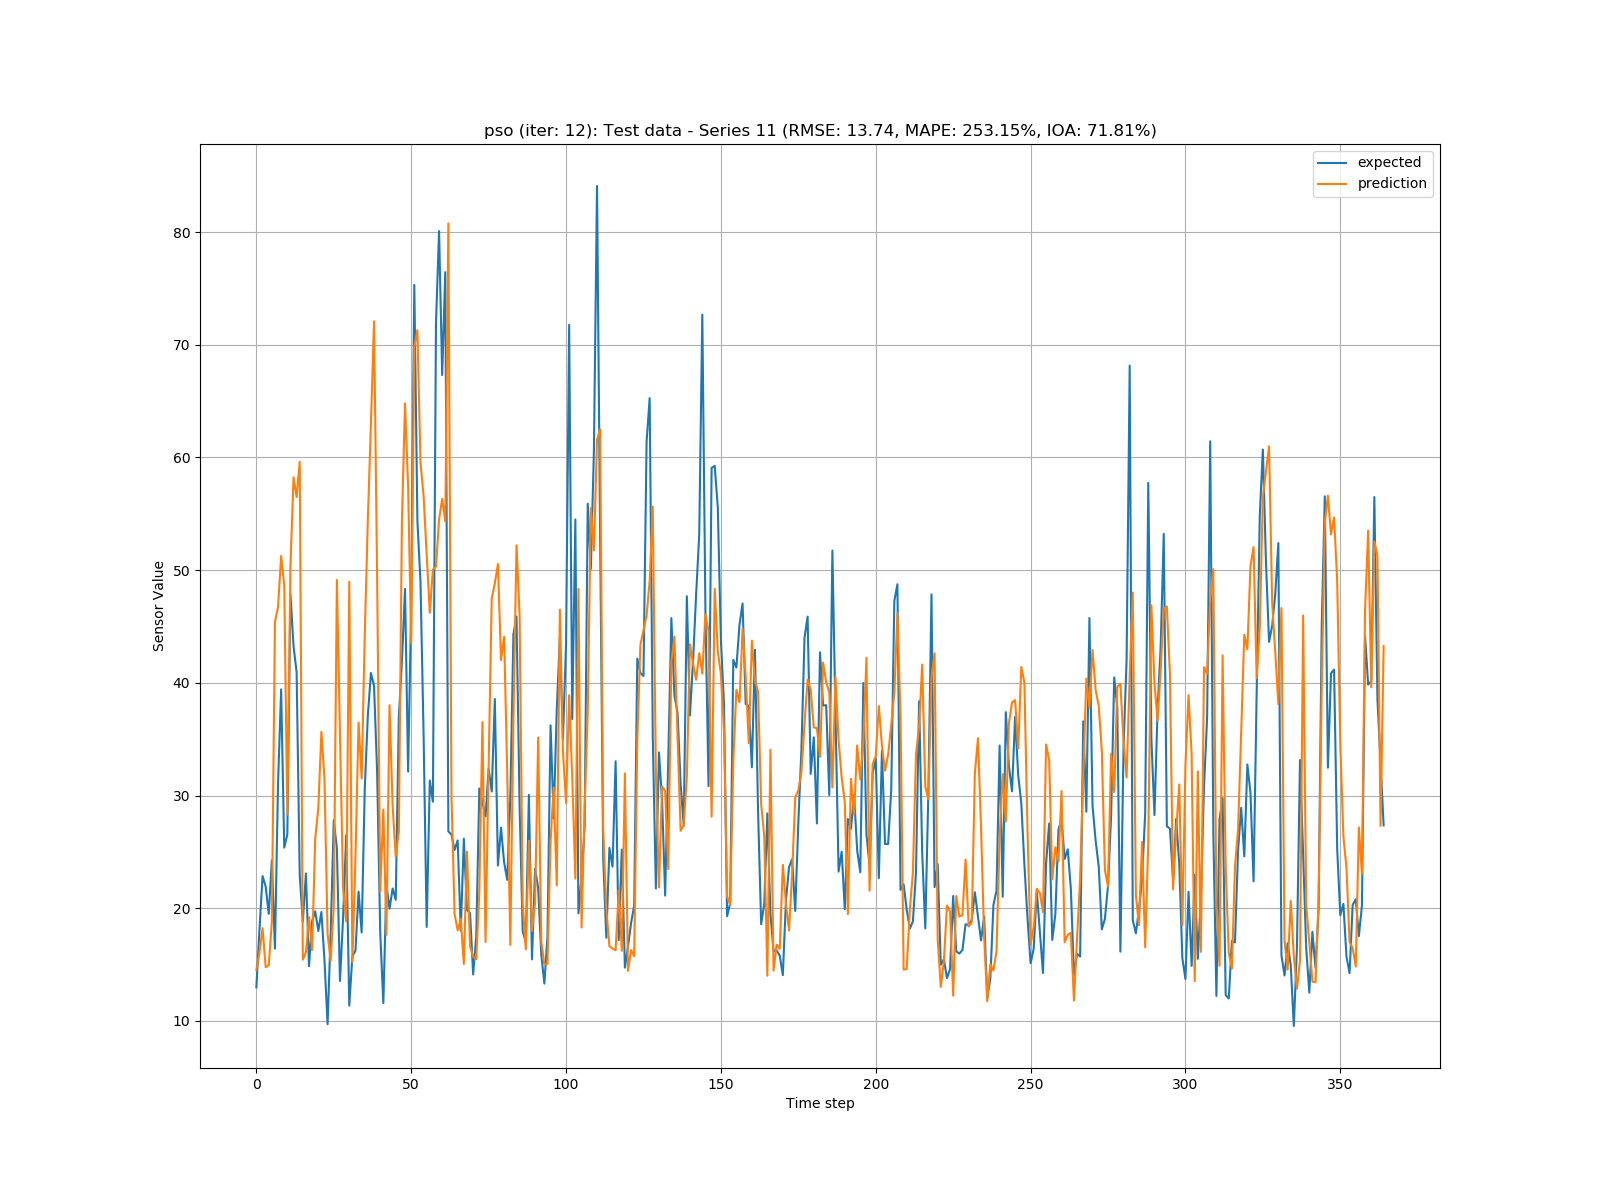 pso (iter: 12): Test data - Series 11 (RMSE: 13.74, MAPE: 253.15%, IOA: 71.81%)
expected
prediction
80
70
60
50
40
30
20
10
Sensor Value
0 50 100 150 200 250 300 350
Time step